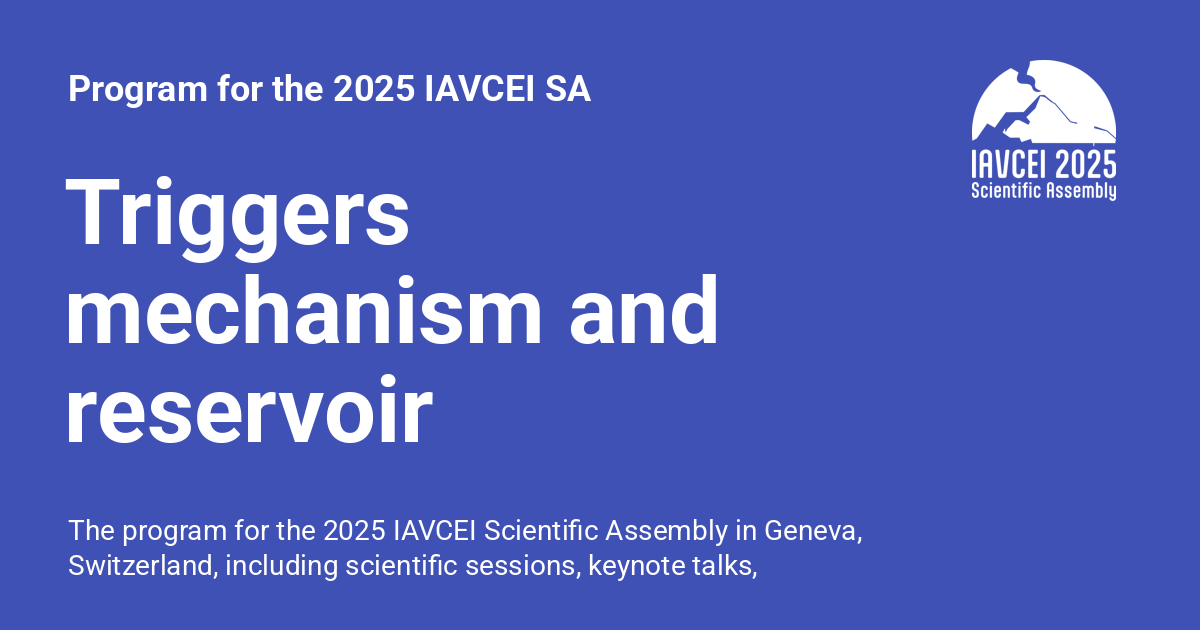 Program for the 2025 IAVCEI SA
IAVCEI 2025
Scientific Assembly
Triggers
mechanism and
reservoir
The program for the 2025 IAVCEI Scientific Assembly in Geneva,
Switzerland, including scientific sessions, keynote talks,